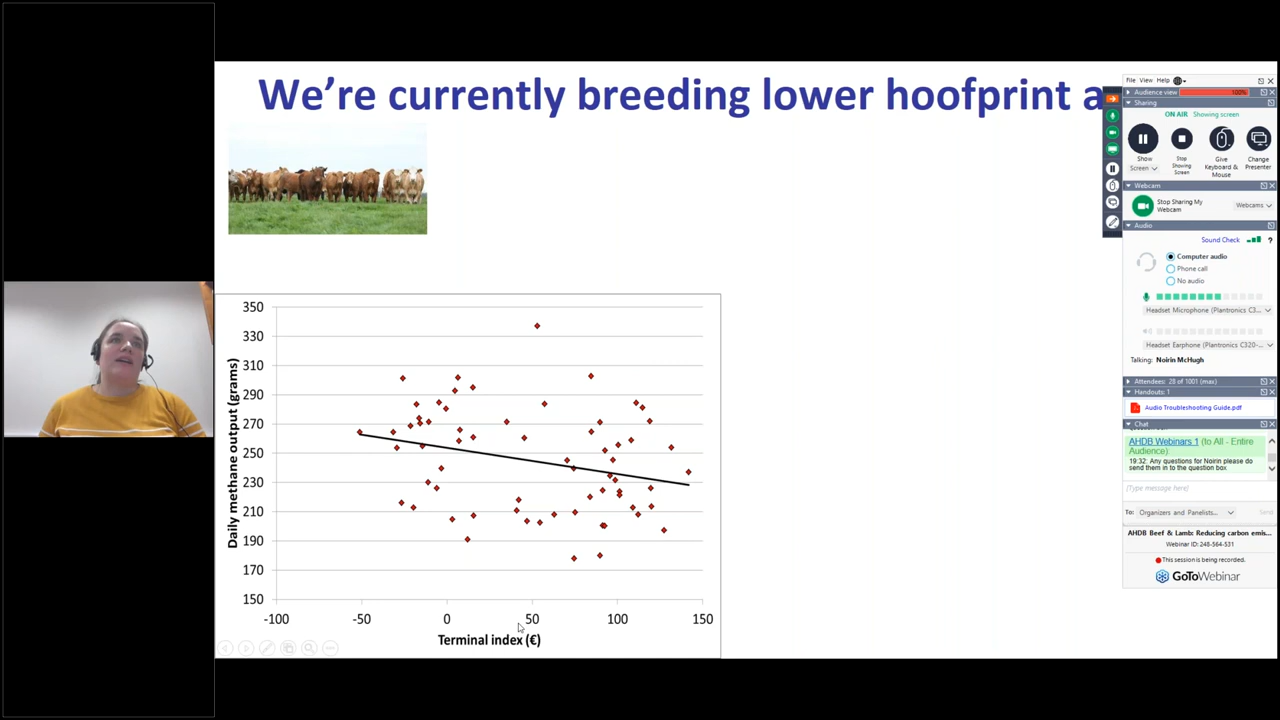 We're currently breeding lower hoofprint a
350
330
310
290
270
250
230
210
190
170
150
Daily methane output (grams)
-100 -50 0 50 100 150
Terminal index (€)
File View Help
Audience view 100%
Sharing
ON AIR Showing screen
Show
Screen
Stop
Showing
Screen
Give
Keyboard &
Mouse
Change
Presenter
Webcam
Stop Sharing My
Webcam
Webcams
Audio
Sound Check ?
Computer audio
Phone call
No audio
Headset Microphone (Plantronics C3...
Headset Earphone (Plantronics C320-...
Talking: Noirin McHugh
Attendees: 28 of 1001 (max)
Handouts: 1
Audio Troubleshooting Guide.pdf
Chat
AHDB Webinars 1 (to All - Entire
Audience):
19:32: Any questions for Noirin please do
send them in to the question box
[Type message here]
To: Organizers and Panelists... Send
AHDB Beef & Lamb: Reducing carbon emis...
Webinar ID: 248-564-531
This session is being recorded.
GoToWebinar